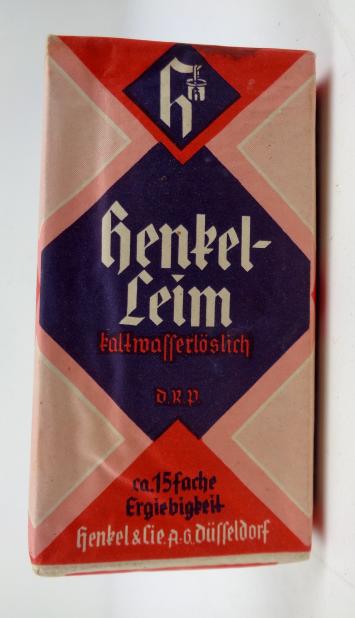 h
Henkel-
Leim
kaltwasserlöslich
D.R.P.
ca.15fache
Ergiebigkeit
Henkel & Cie. A.G. Düsseldorf